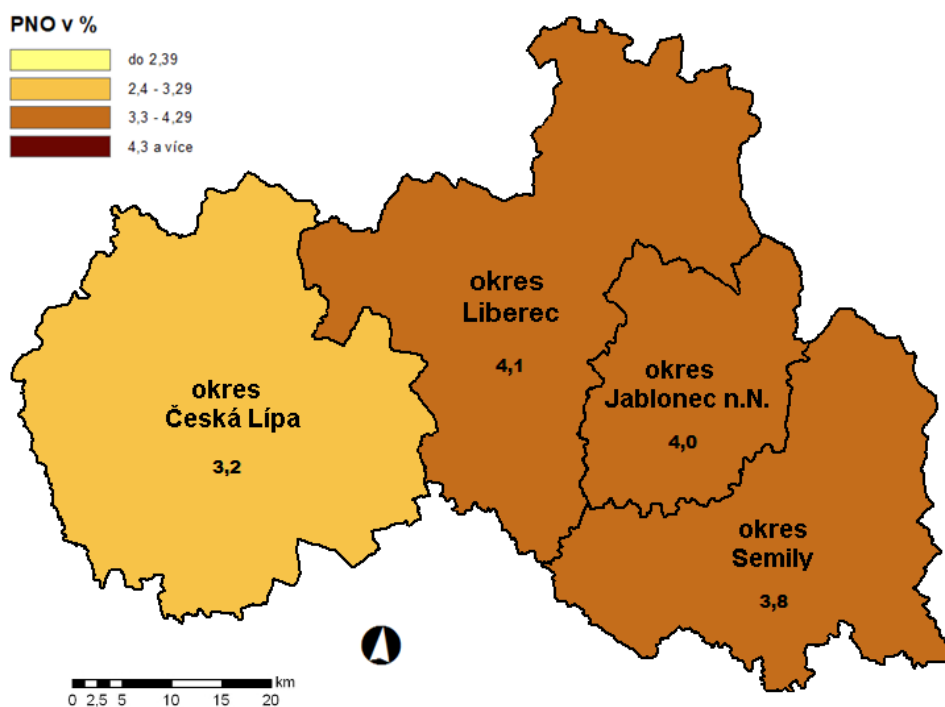 PNO v %
do 2,39
2,4 - 3,29
3,3 - 4,29
4,3 a více
okres
Liberec
4,1
okres
Jablonec n.N.
4,0
okres
Česká Lípa
3,2
okres
Semily
3,8
km
0 2,5 5 10 15 20